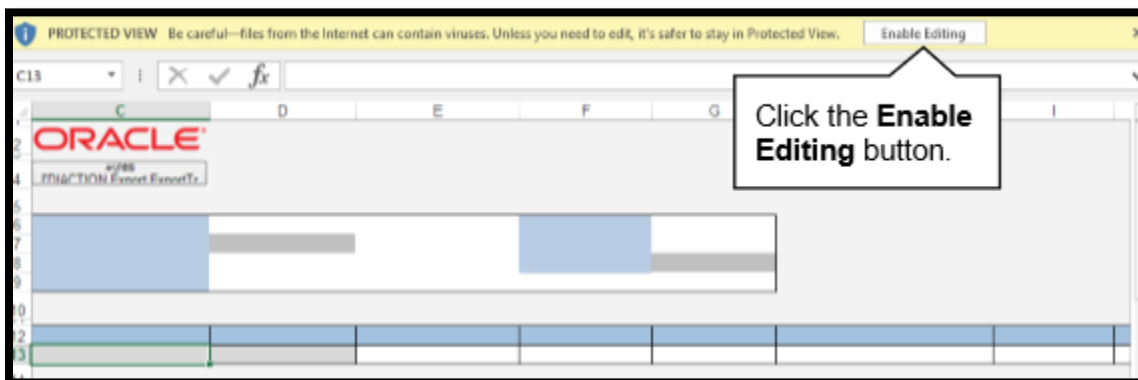 PROTECTED VIEW Be careful—files from the Internet can contain viruses. Unless you need to edit, it's safer to stay in Protected View. Enable Editing
C13 fx
C D E F G I
2 ORACLE
4
5
6
7
8
9
10
12
13
Click the Enable
Editing button.